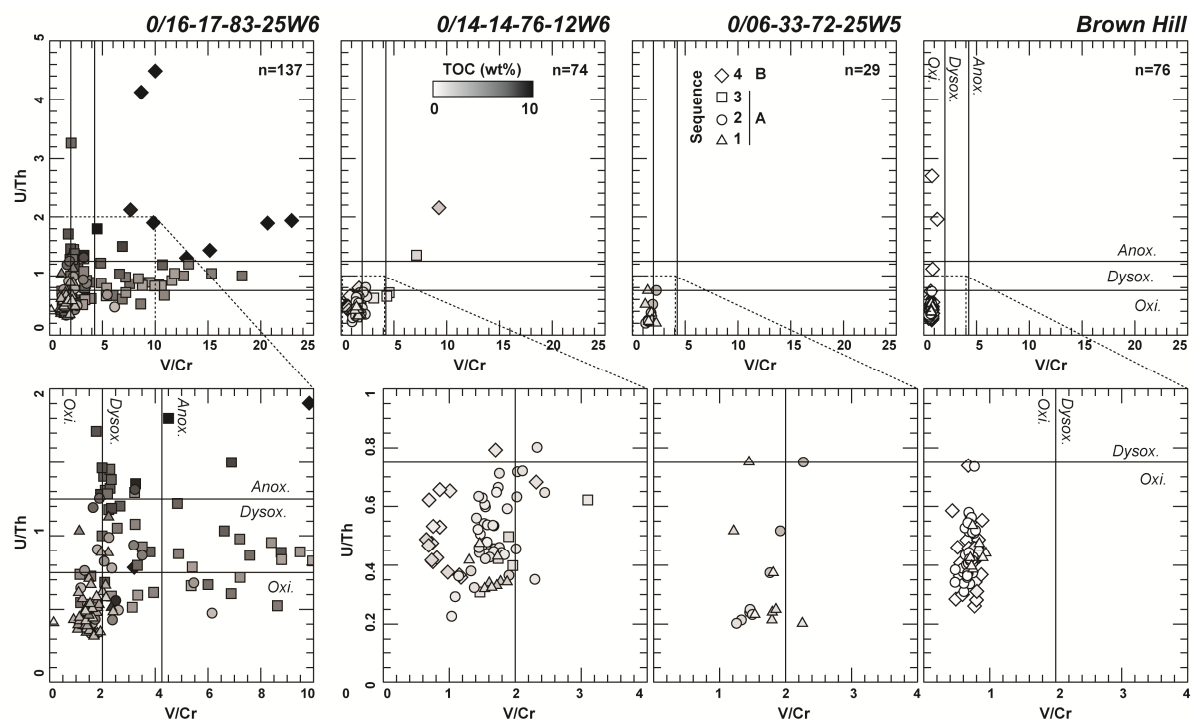 0/16-17-83-25W6
0/14-14-76-12W6
0/06-33-72-25W5
Brown Hill
n=137
n=74
n=29
n=76
TOC (wt%)
0 10
Sequence
4 B
3
2 A
1
Oxi.
Dysox.
Anox.
Anox.
Dysox.
Oxi.
U/Th
5
4
3
2
1
0
0 5 10 15 20 25
0 5 10 15 20 25
0 5 10 15 20 25
0 5 10 15 20 25
V/Cr
V/Cr
V/Cr
V/Cr
U/Th
2
1
0
Oxi.
Dysox.
Anox.
Anox.
Dysox.
Oxi.
0 2 4 6 8 10
V/Cr
U/Th
1
0.8
0.6
0.4
0.2
0
0 1 2 3 4
V/Cr
0 1 2 3 4
V/Cr
Oxi.
Dysox.
Dysox.
Oxi.
1 2 3 4
V/Cr